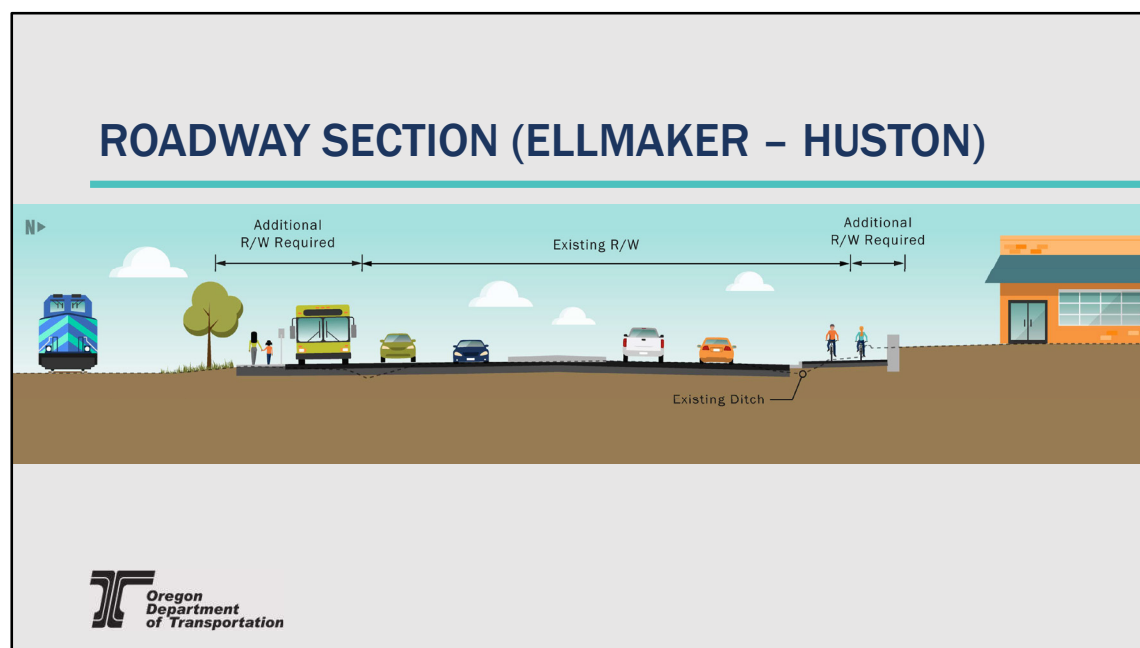 ROADWAY SECTION (ELLMAKER – HUSTON)
N
Additional
R/W Required
Existing R/W
Additional
R/W Required
Existing Ditch
Oregon
Department
of Transportation